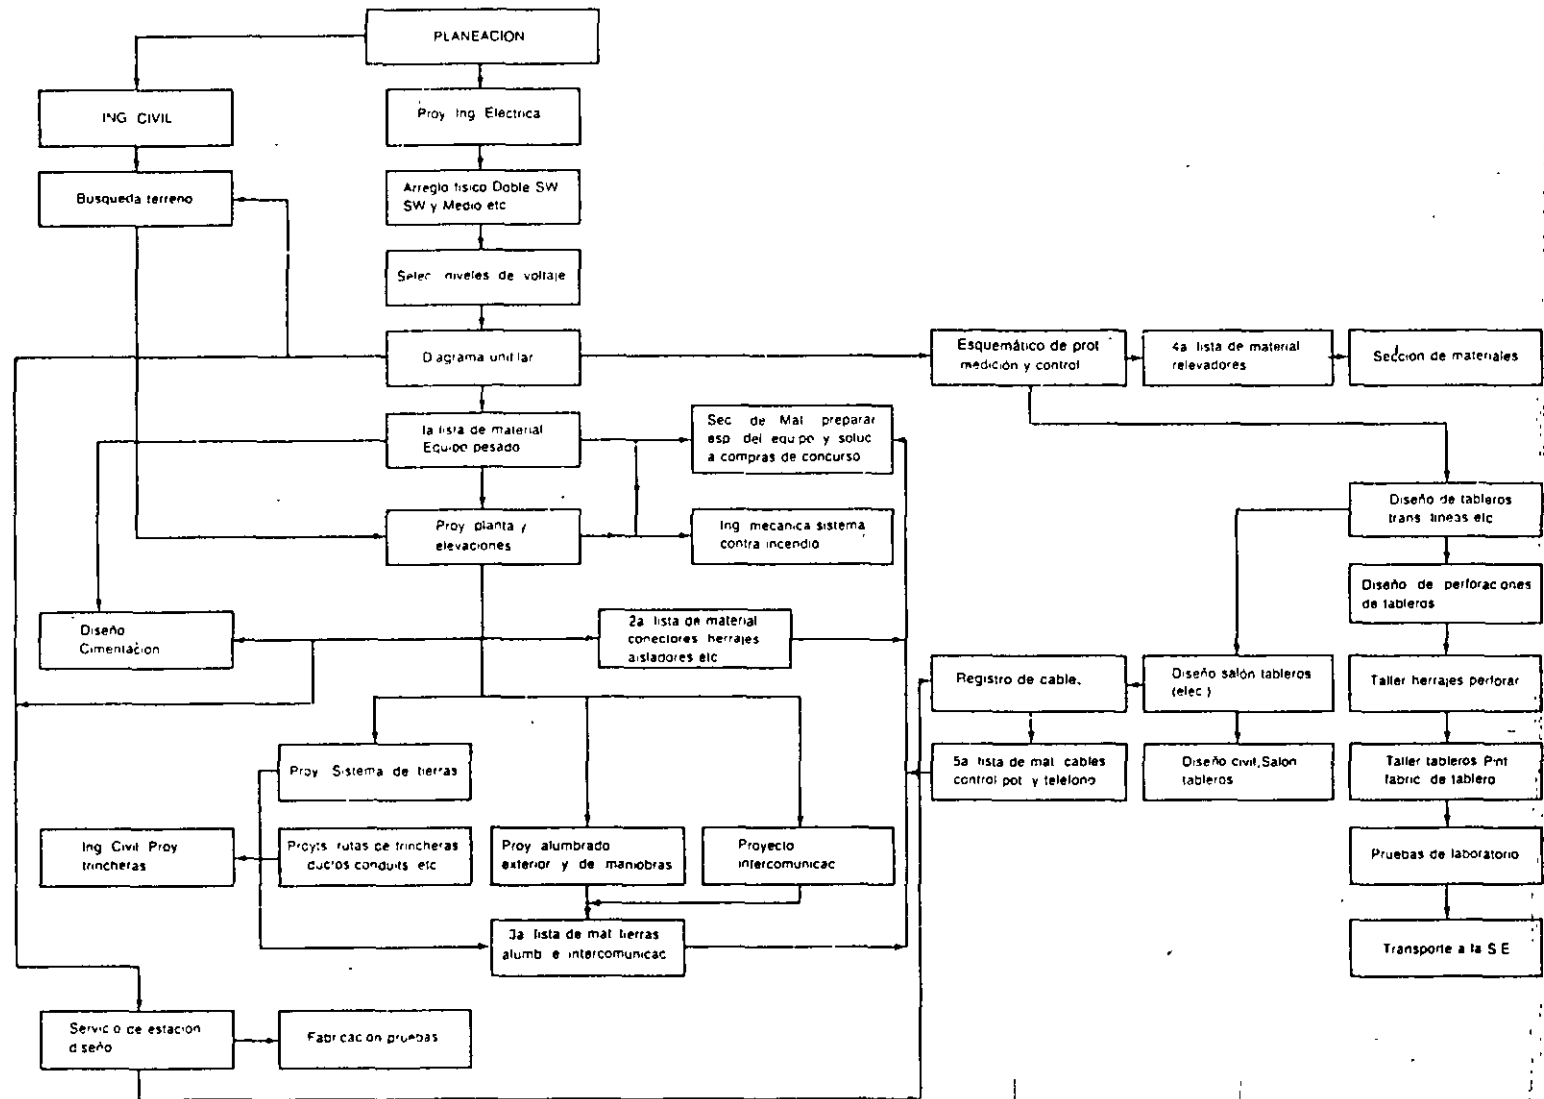 PLANEACION
ING CIVIL
Proy Ing Electrica
Busqueda terreno
Arreglo fisico Doble SW
SW y Medio etc
Selec niveles de voltaje
Diagrama unifilar
Esquemático de prot
medición y control
4a lista de material
relevadores
Sección de materiales
1a lista de material
Equipo pesado
Sec de Mat preparar
esp del equipo y soluc
a compras de concurso
Proy planta y
elevaciones
Ing mecanica sistema
contra incendio
Diseño de tableros
trans lineas etc
Diseño de perforaciones
de tableros
Diseño
Cimentación
2a lista de material
conectores herrajes
aisladores etc
Registro de cable.
Diseño salón tableros
(elec)
Taller herrajes perforar
Proy Sistema de tierras
5a lista de mat cables
control pot y teléfono
Diseño civil, Salón
tableros
Taller tableros Pint
fabric de tablero
Ing Civil Proy
trincheras
Proyts rutas de trincheras
ductos conduits etc
Proy alumbrado
exterior y de maniobras
Proyecto
intercomunicac
Pruebas de laboratorio
3a lista de mat tierras
alumb e intercomunicac
Transporte a la S E
Servicio de estación
diseño
Fabricación pruebas